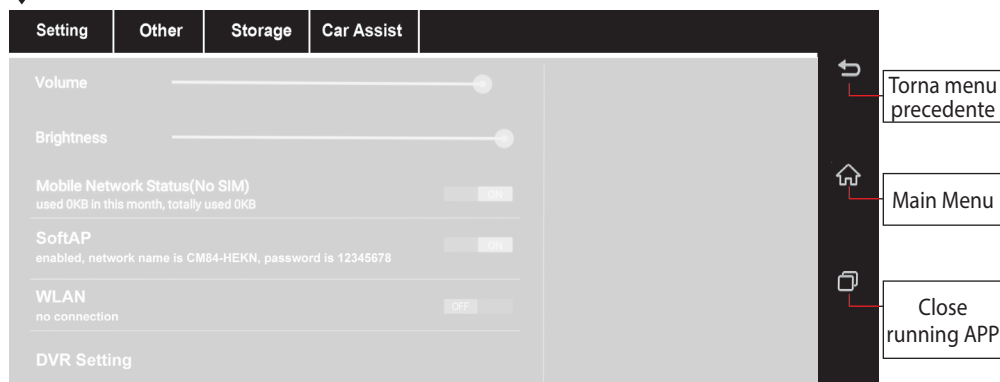 Setting Other Storage Car Assist
Volume
Brightness
Mobile Network Status(No SIM)
used 0KB in this month, totally used 0KB
ON
SoftAP
enabled, network name is CM84-HEKN, password is 12345678
ON
WLAN
no connection
OFF
DVR Setting
Torna menu
precedente
Main Menu
Close
running APP